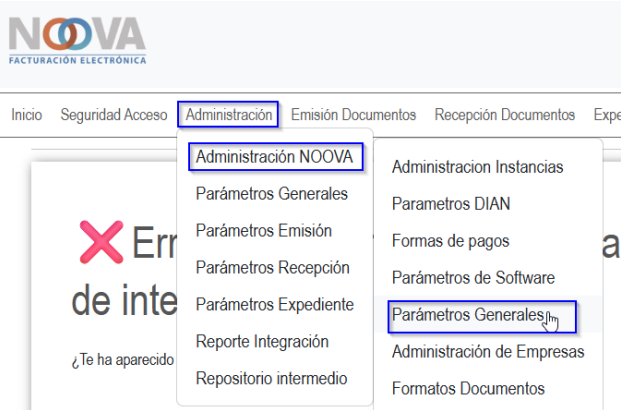 NOOVA
FACTURACIÓN ELECTRÓNICA
Inicio Seguridad Acceso Administración Emisión Documentos Recepción Documentos Expe
Administración NOOVA
Parámetros Generales
Parámetros Emisión
Parámetros Recepción
Parámetros Expediente
Reporte Integración
Repositorio intermedio
Administracion Instancias
Parametros DIAN
Formas de pagos
Parámetros de Software
Parámetros Generales
Administración de Empresas
Formatos Documentos
❌ Err
a
de inte
¿Te ha aparecido